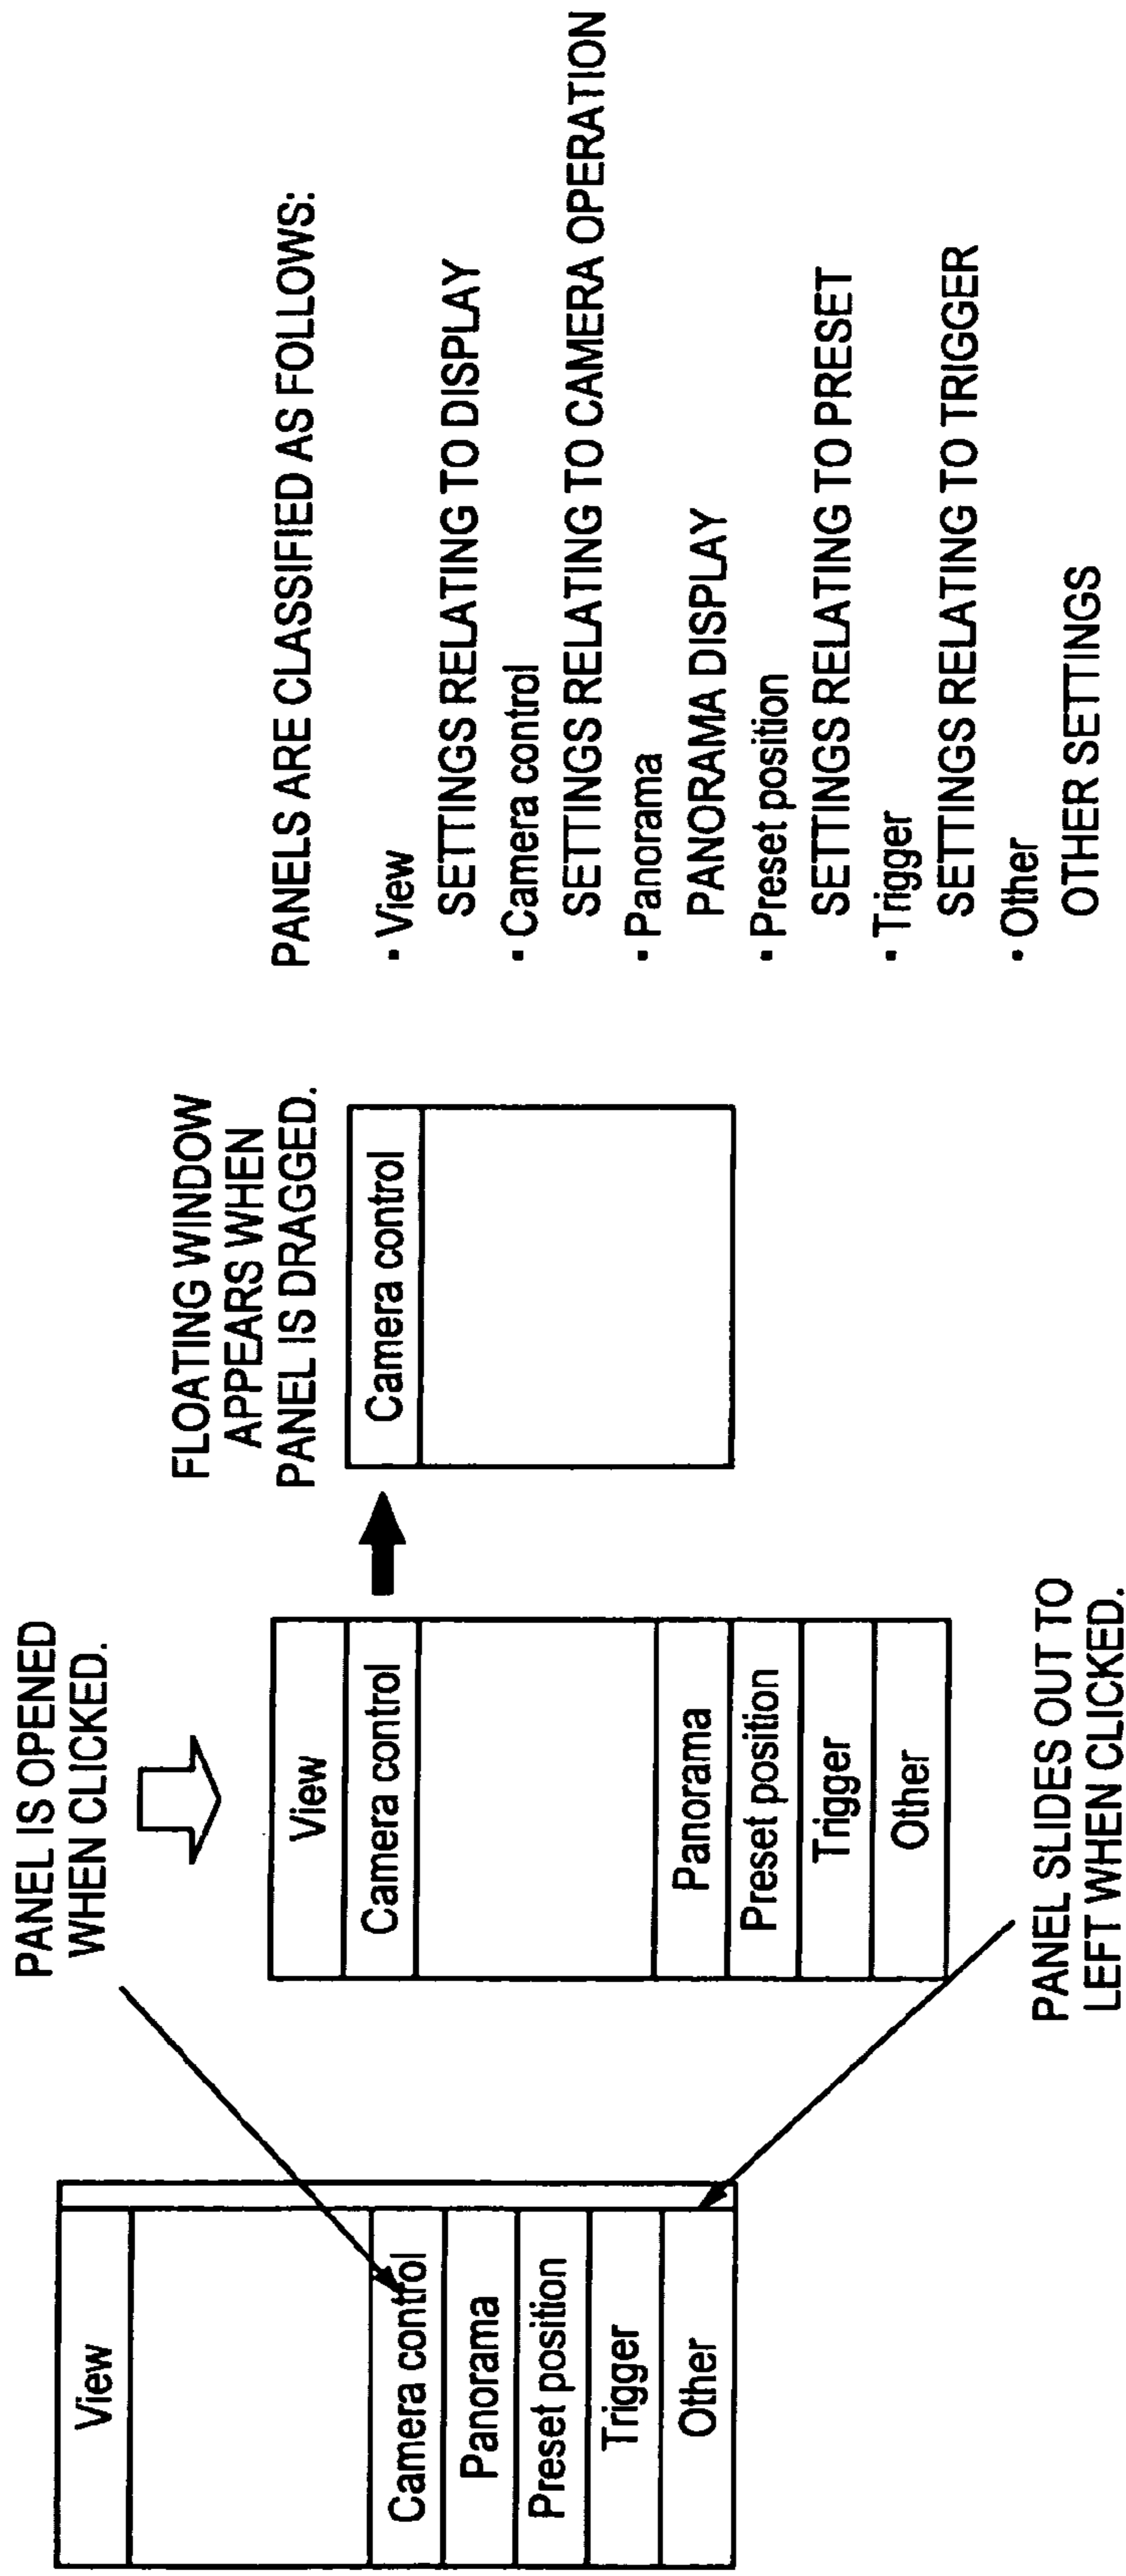 PANEL IS OPENED
WHEN CLICKED.
View
Camera control
Panorama
Preset position
Trigger
Other
View
Camera control
Panorama
Preset position
Trigger
Other
PANEL SLIDES OUT TO
LEFT WHEN CLICKED.
FLOATING WINDOW
APPEARS WHEN
PANEL IS DRAGGED.
Camera control
PANELS ARE CLASSIFIED AS FOLLOWS:
· View
SETTINGS RELATING TO DISPLAY
· Camera control
SETTINGS RELATING TO CAMERA OPERATION
· Panorama
PANORAMA DISPLAY
· Preset position
SETTINGS RELATING TO PRESET
· Trigger
SETTINGS RELATING TO TRIGGER
· Other
OTHER SETTINGS